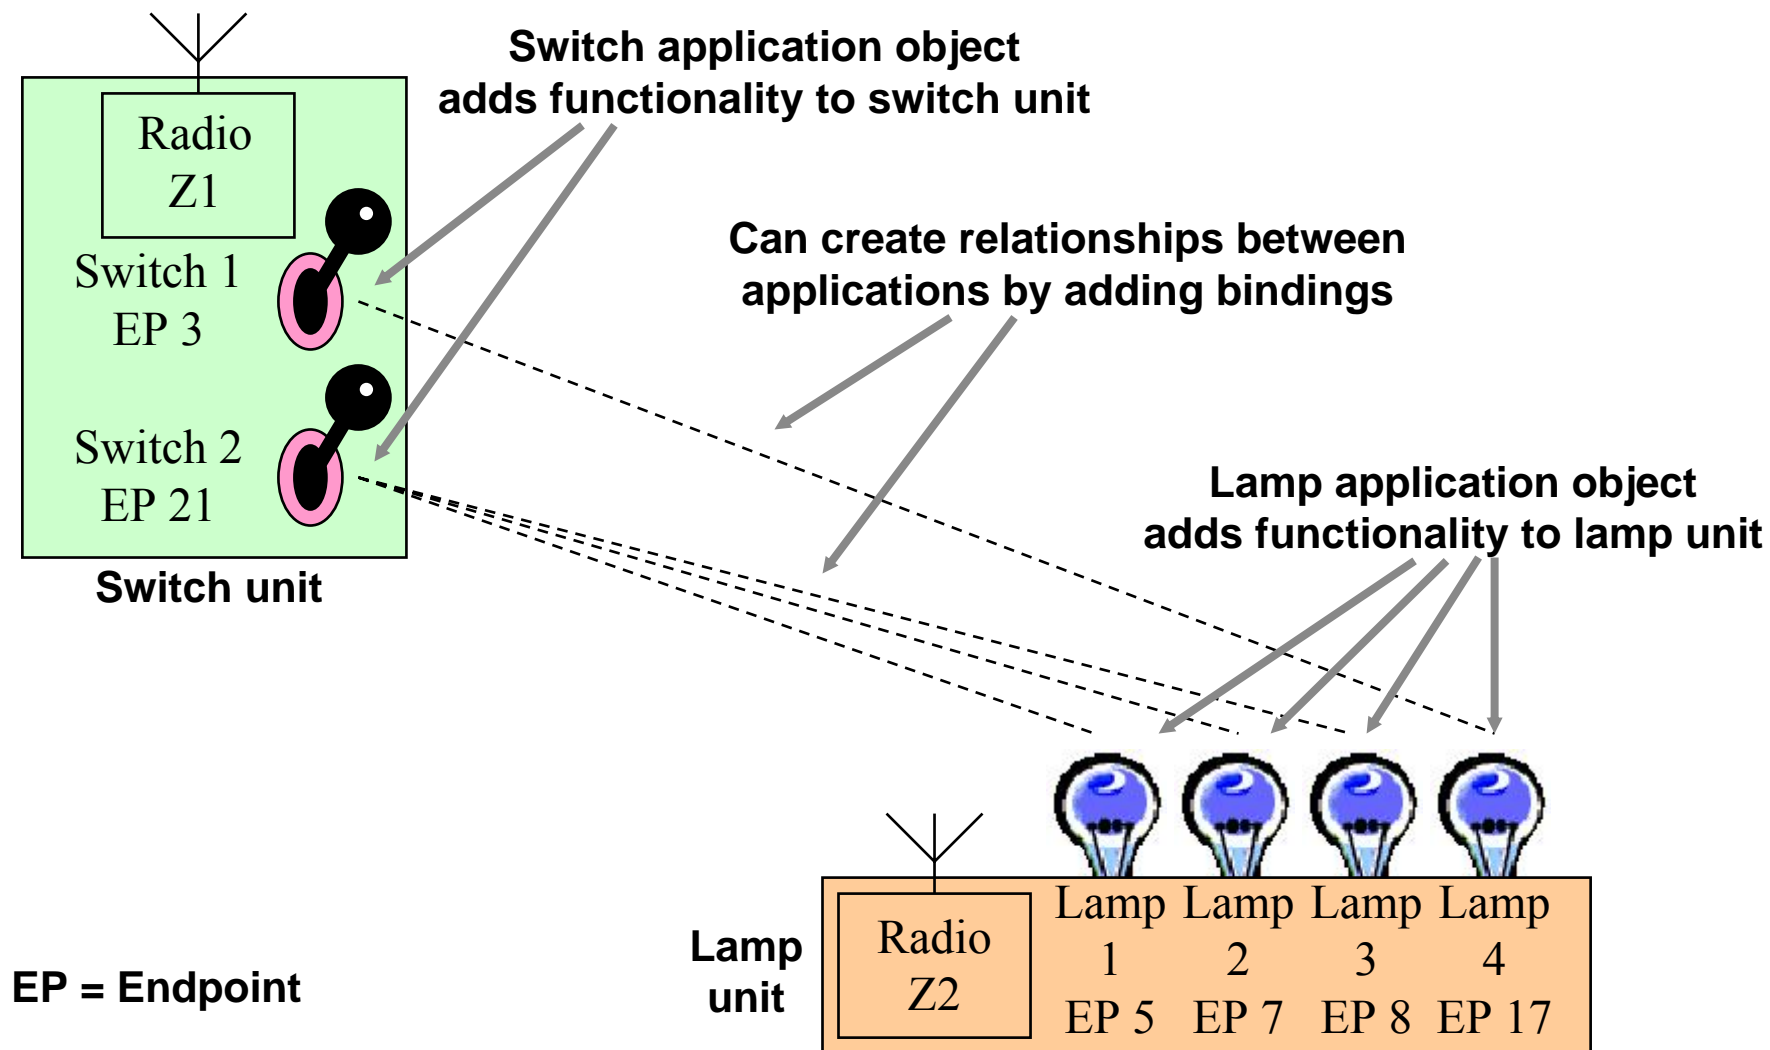 Switch application object
adds functionality to switch unit
Radio
Z1
Switch 1
EP 3
Can create relationships between
applications by adding bindings
Switch 2
EP 21
Switch unit
Lamp application object
adds functionality to lamp unit
Lamp
unit
Radio
Z2
Lamp
1
EP 5
Lamp
2
EP 7
Lamp
3
EP 8
Lamp
4
EP 17
EP = Endpoint